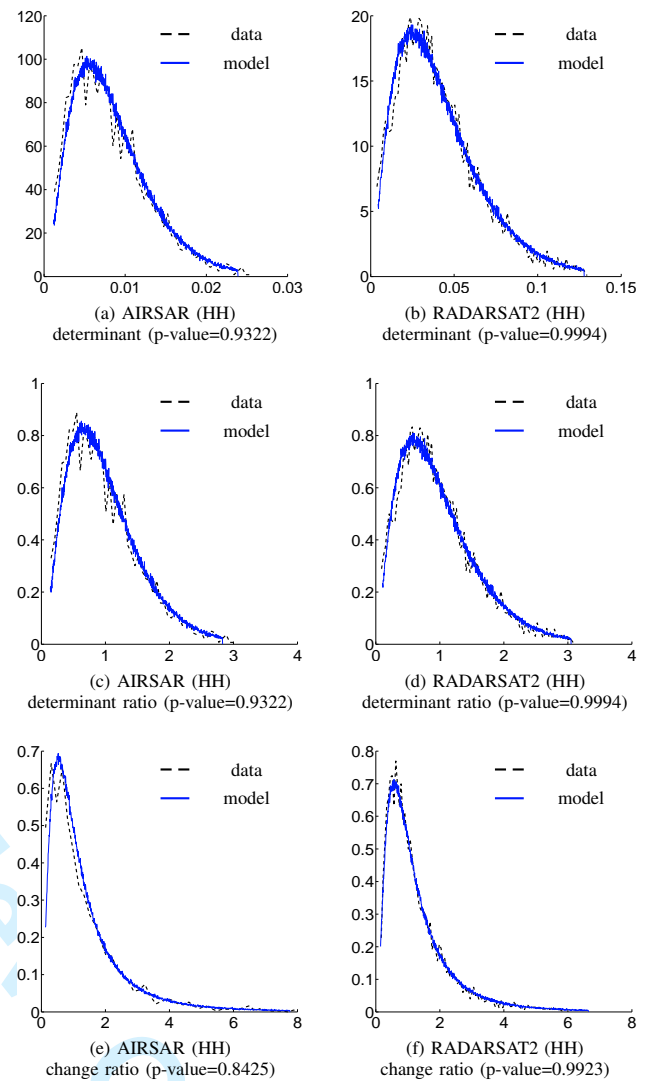 120
100
80
60
40
20
0
0 0.01 0.02 0.03
data
model
(a) AIRSAR (HH)
determinant (p-value=0.9322)
20
15
10
5
0
0 0.05 0.1 0.15
data
model
(b) RADARSAT2 (HH)
determinant (p-value=0.9994)
1
0.8
0.6
0.4
0.2
0
0 1 2 3 4
data
model
(c) AIRSAR (HH)
determinant ratio (p-value=0.9322)
1
0.8
0.6
0.4
0.2
0
0 1 2 3 4
data
model
(d) RADARSAT2 (HH)
determinant ratio (p-value=0.9994)
0.7
0.6
0.5
0.4
0.3
0.2
0.1
0
0 2 4 6 8
data
model
(e) AIRSAR (HH)
change ratio (p-value=0.8425)
0.8
0.7
0.6
0.5
0.4
0.3
0.2
0.1
0
0 2 4 6 8
data
model
(f) RADARSAT2 (HH)
change ratio (p-value=0.9923)